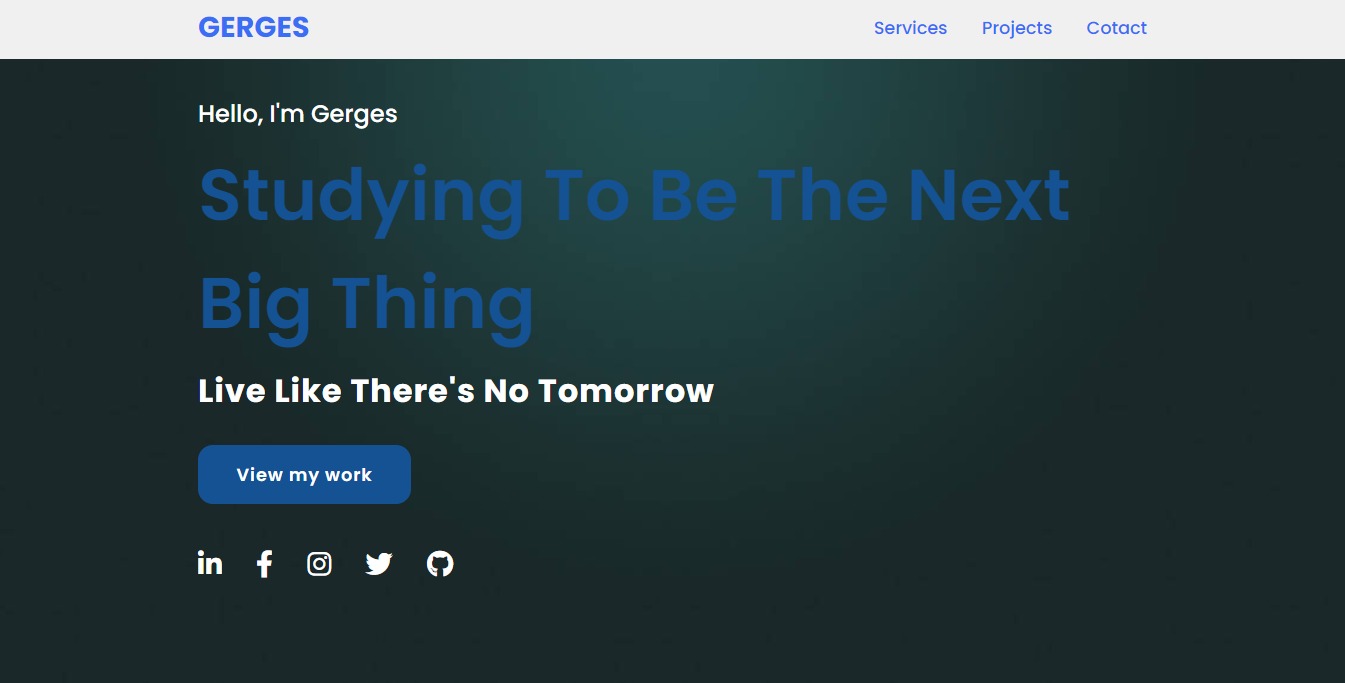 GERGES
Services Projects Cotact
Hello, I'm Gerges
Studying To Be The Next
Big Thing
Live Like There's No Tomorrow
View my work